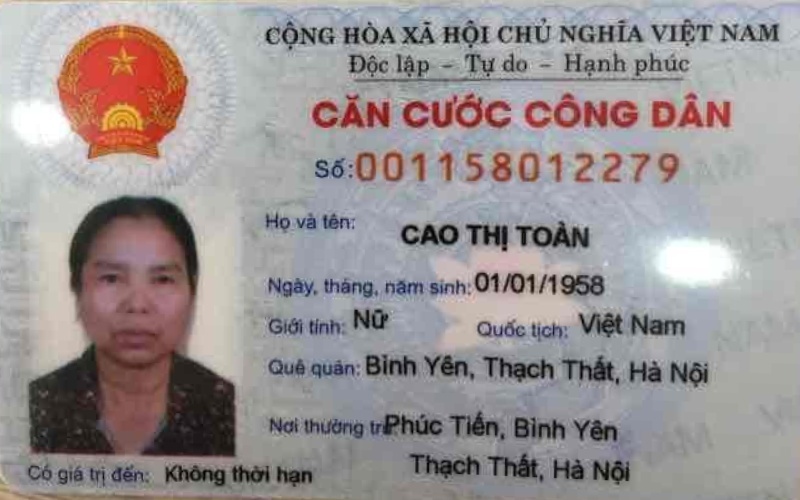 CỘNG HÒA XÃ HỘI CHỦ NGHĨA VIỆT NAM
Độc lập - Tự do - Hạnh phúc
CĂN CƯỚC CÔNG DÂN
Số: 001158012279
Họ và tên: CAO THỊ TOÀN
Ngày, tháng, năm sinh: 01/01/1958
Giới tính: Nữ Quốc tịch: Việt Nam
Quê quán: Bình Yên, Thạch Thất, Hà Nội
Nơi thường trú: Phúc Tiến, Bình Yên
Thạch Thất, Hà Nội
Có giá trị đến: Không thời hạn